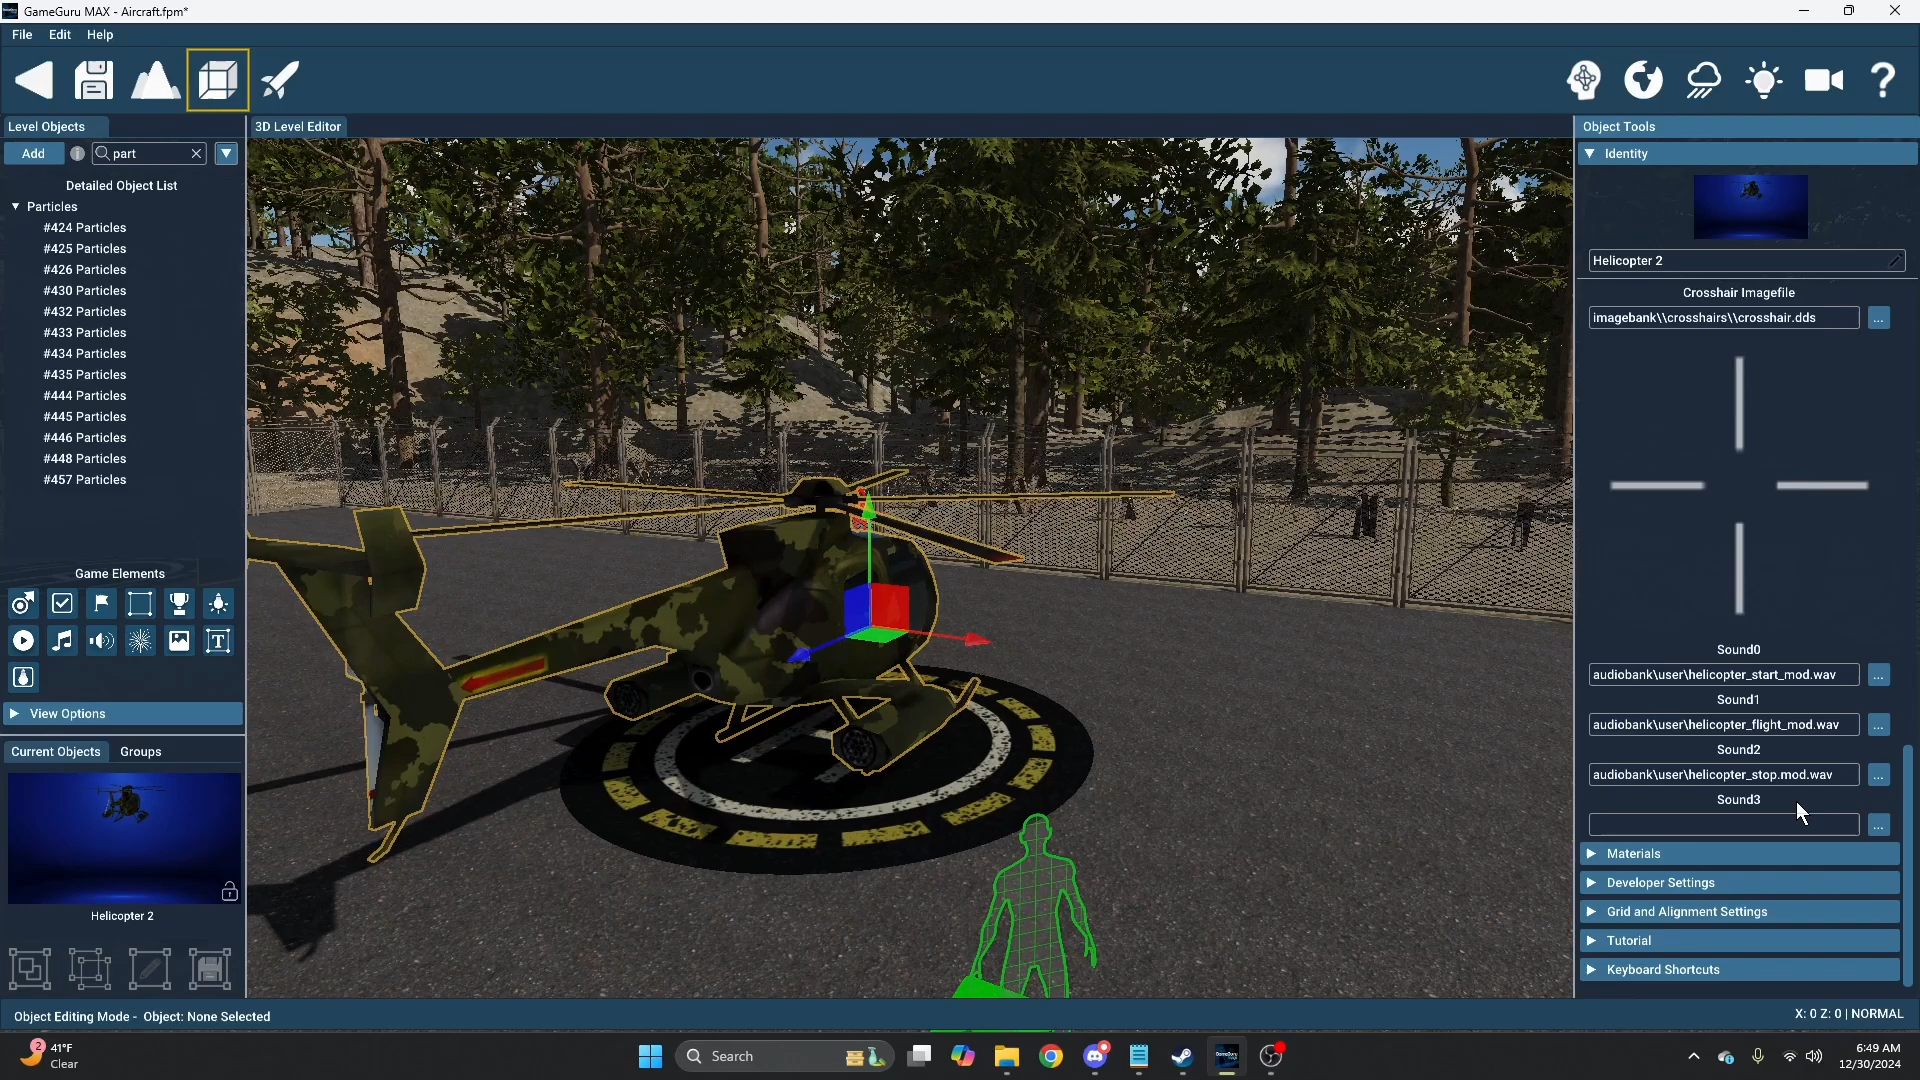 GameGuru MAX - Aircraft.fpm*
File Edit Help
Level Objects
3D Level Editor
Object Tools
Add
part
Identity
Detailed Object List
Particles
#424 Particles
#425 Particles
#426 Particles
#430 Particles
#432 Particles
#433 Particles
#434 Particles
#435 Particles
#444 Particles
#445 Particles
#446 Particles
#448 Particles
#457 Particles
Helicopter 2
Crosshair Imagefile
imagebank\\crosshairs\\crosshair.dds
...
Game Elements
Sound0
audiobank\user\helicopter_start_mod.wav
...
Sound1
audiobank\user\helicopter_flight_mod.wav
...
Sound2
audiobank\user\helicopter_stop.mod.wav
...
Sound3
...
View Options
Current Objects Groups
Helicopter 2
Materials
Developer Settings
Grid and Alignment Settings
Tutorial
Keyboard Shortcuts
Object Editing Mode - Object: None Selected
X: 0 Z: 0 | NORMAL
2
41°F
Clear
Search
6:49 AM
12/30/2024